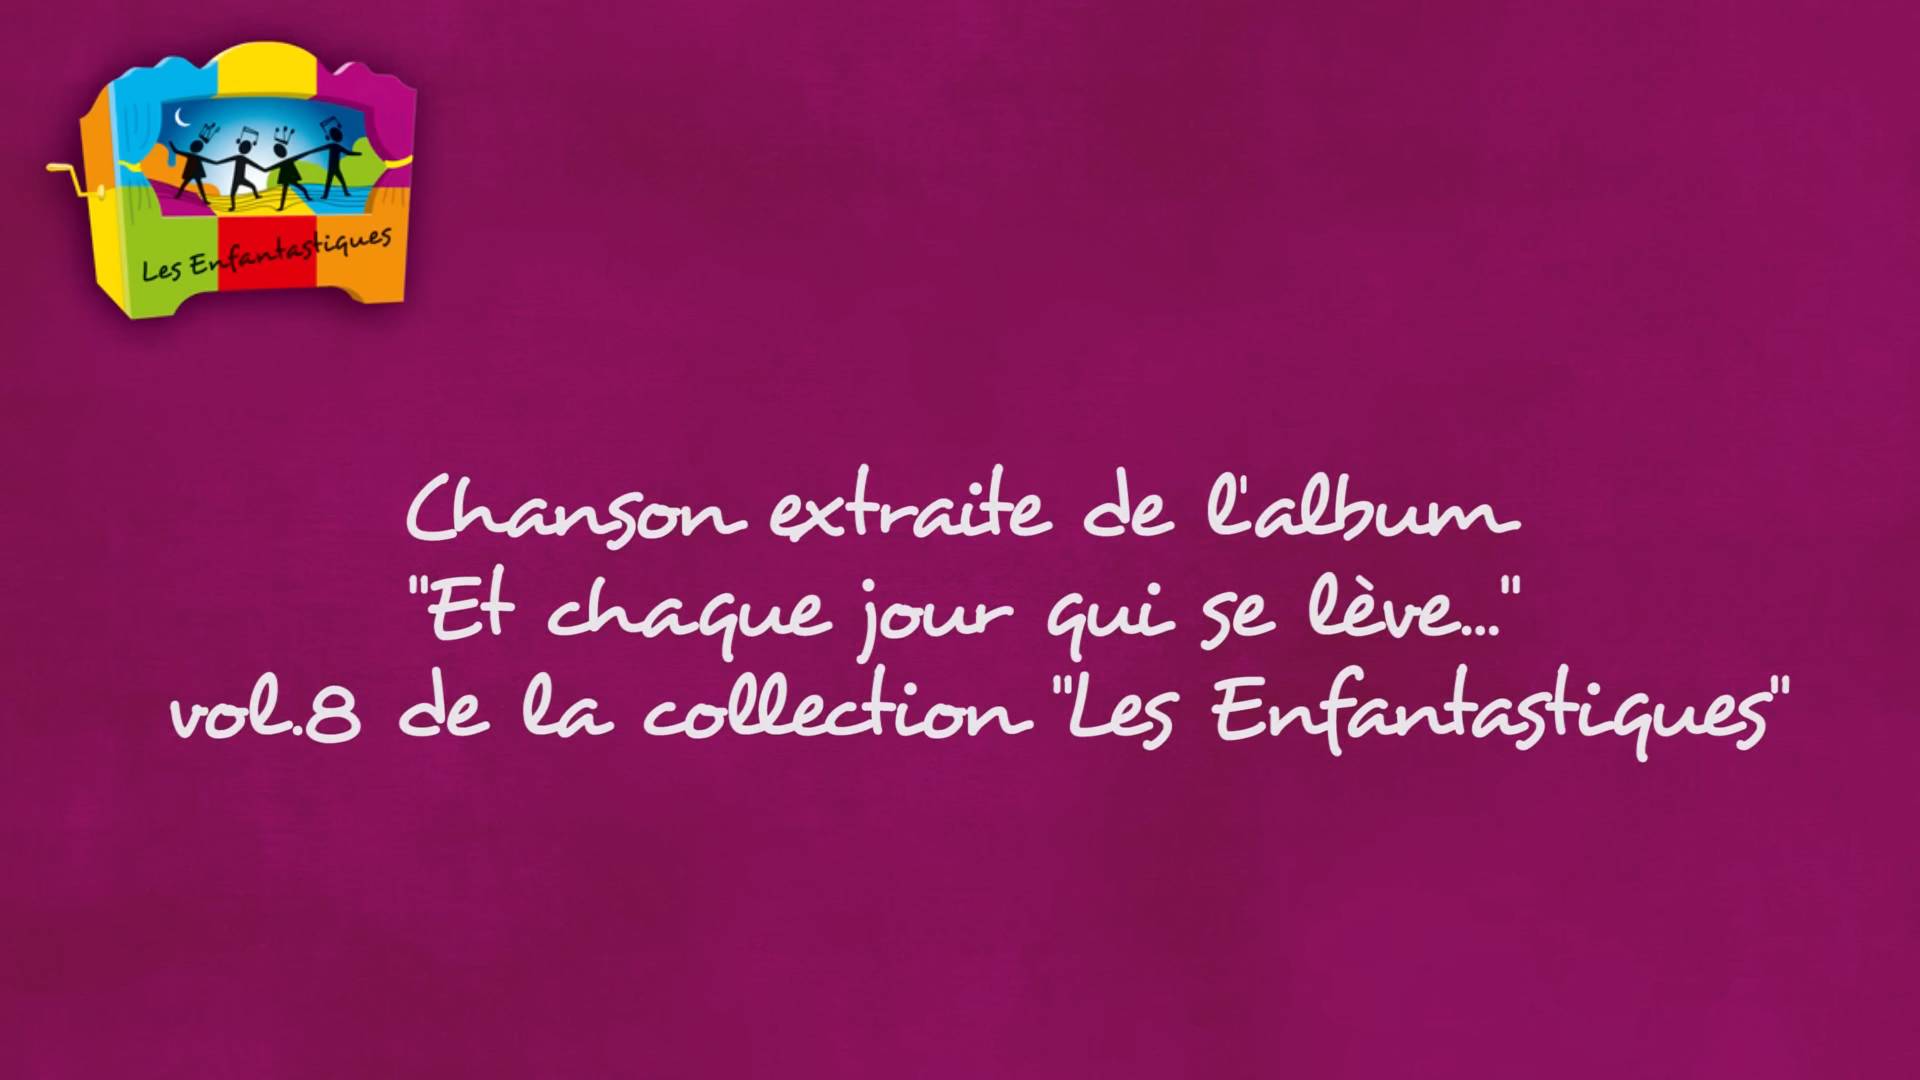 Les Enfantastiques
Chanson extraite de l'album
"Et chaque jour qui se lève..."
vol.8 de la collection "Les Enfantastiques"